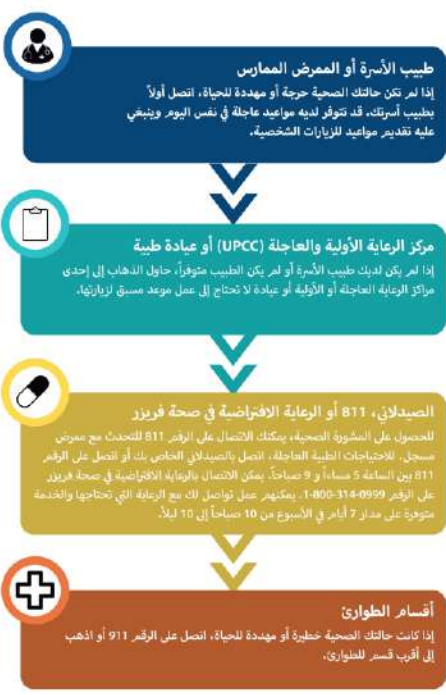 طبيب الأسرة أو الممرض الممارس
إذا لم تكن حالتك الصحية حرجة أو مهددة للحياة، اتصل أولاً
بطبيب أسرتك. قد تتوفر لديه مواعيد عاجلة في نفس اليوم وينبغي
عليه تقديم مواعيد للزيارات الشخصية.
مركز الرعاية الأولية والعاجلة (UPCC) أو عيادة طبية
إذا لم يكن لديك طبيب الأسرة أو لم يكن الطبيب متوفراً، حاول الذهاب إلى إحدى
مراكز الرعاية العاجلة أو الأولية أو عيادة لا تحتاج إلى عمل موعد مسبق لزيارتها.
الصيدلاني، 811 أو الرعاية الافتراضية في صحة فريزر
للحصول على المشورة الصحية، يمكنك الاتصال على الرقم 811 للتحدث مع ممرض
مسجل. للاحتياجات الطبية العاجلة، اتصل بالصيدلاني الخاص بك أو اتصل على الرقم
811 بين الساعة 5 مساءاً و 9 صباحاً. يمكن الاتصال بالرعاية الافتراضية في صحة فريزر
على الرقم 1-800-314-0999. يمكنهم عمل تواصل لك مع الرعاية التي تحتاجها والخدمة
متوفرة على مدار 7 أيام في الأسبوع من 10 صباحاً إلى 10 ليلاً.
أقسام الطوارئ
إذا كانت حالتك الصحية خطيرة أو مهددة للحياة، اتصل على الرقم 911 أو اذهب
إلى أقرب قسم للطوارئ.